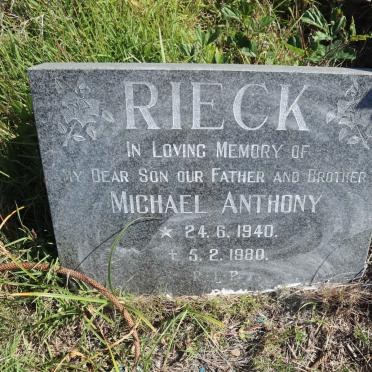 RIECK
IN LOVING MEMORY OF
MY DEAR SON OUR FATHER AND BROTHER
MICHAEL ANTHONY
* 24.6.1940.
† 5.2.1980.
R.I.P.